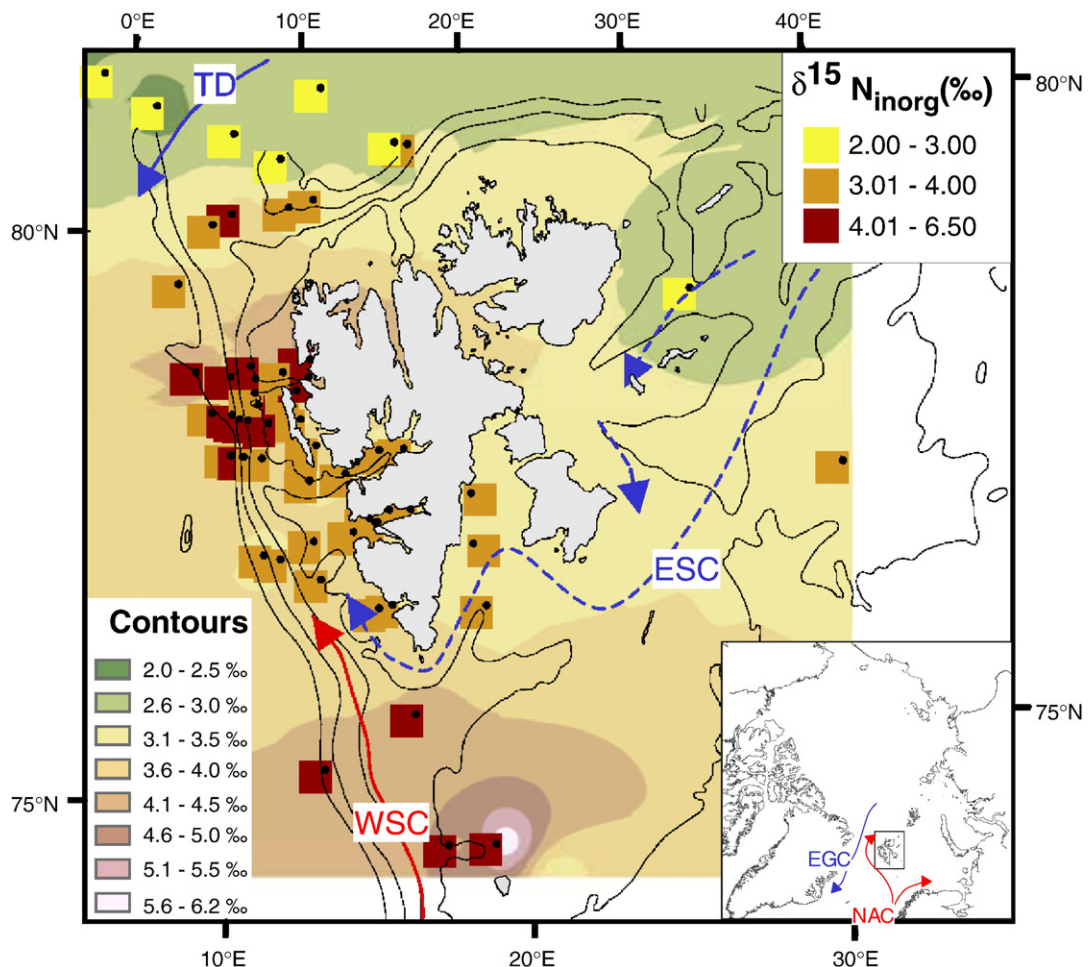 0°E 10°E 20°E 30°E 40°E
TD
δ15 Ninorg(‰)
2.00 - 3.00
3.01 - 4.00
4.01 - 6.50
80°N
80°N
ESC
Contours
2.0 - 2.5 ‰
2.6 - 3.0 ‰
3.1 - 3.5 ‰
3.6 - 4.0 ‰
4.1 - 4.5 ‰
4.6 - 5.0 ‰
5.1 - 5.5 ‰
5.6 - 6.2 ‰
75°N
75°N
WSC
EGC
NAC
10°E 20°E 30°E